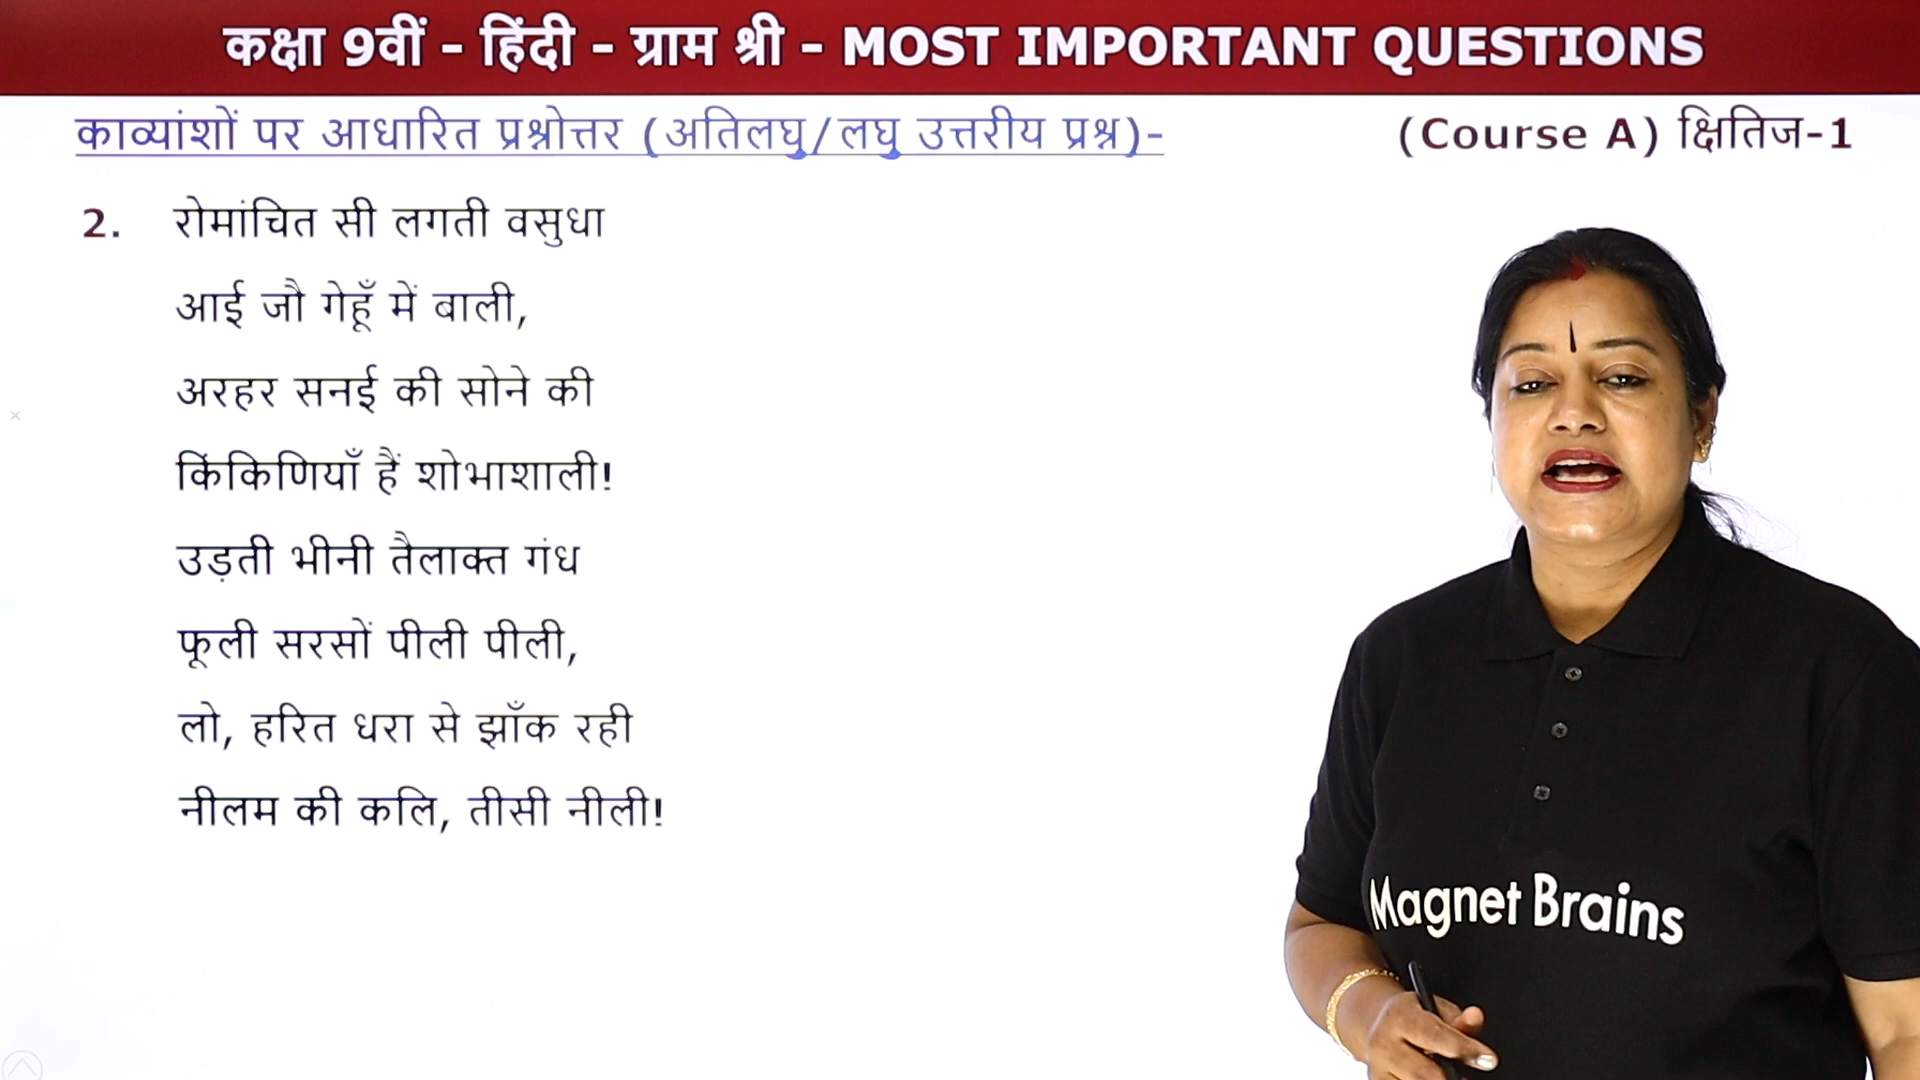 कक्षा 9वीं - हिंदी - ग्राम श्री - MOST IMPORTANT QUESTIONS
काव्यांशों पर आधारित प्रश्नोत्तर (अतिलघु/लघु उत्तरीय प्रश्न)- (Course A) क्षितिज-1
2. रोमांचित सी लगती वसुधा
आई जौ गेहूँ में बाली,
अरहर सनई की सोने की
किंकिणियाँ हैं शोभाशाली!
उड़ती भीनी तैलाक्त गंध
फूली सरसों पीली पीली,
लो, हरित धरा से झाँक रही
नीलम की कलि, तीसी नीली!
Magnet Brains